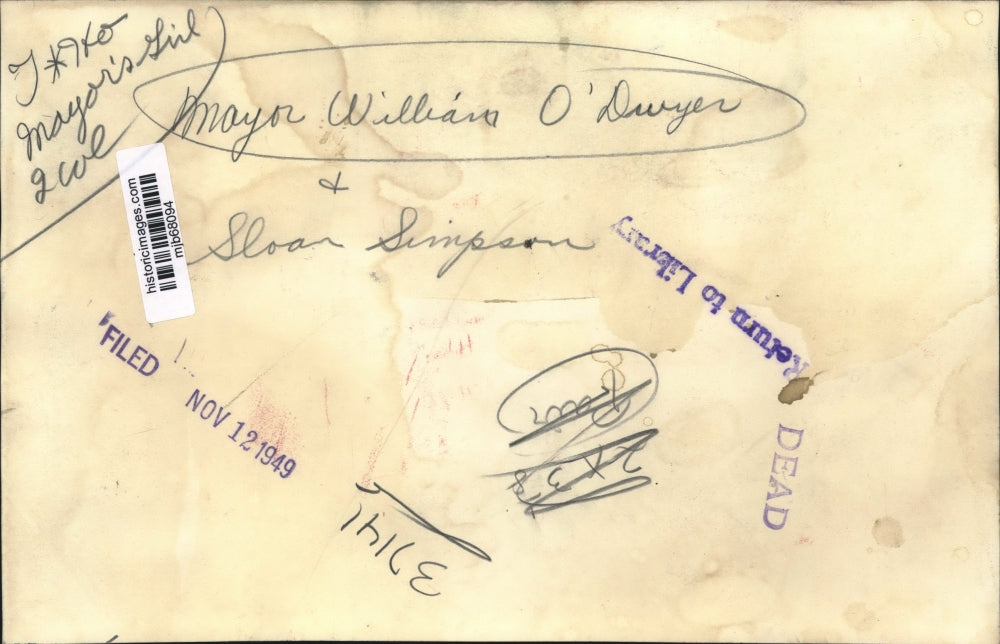 Mayor's Girl
2 col
Mayor William O'Dwyer
&
Sloan Simpson
historicimages.com
mjb68094
Return to Library
FILED
NOV 12 1949
DEAD